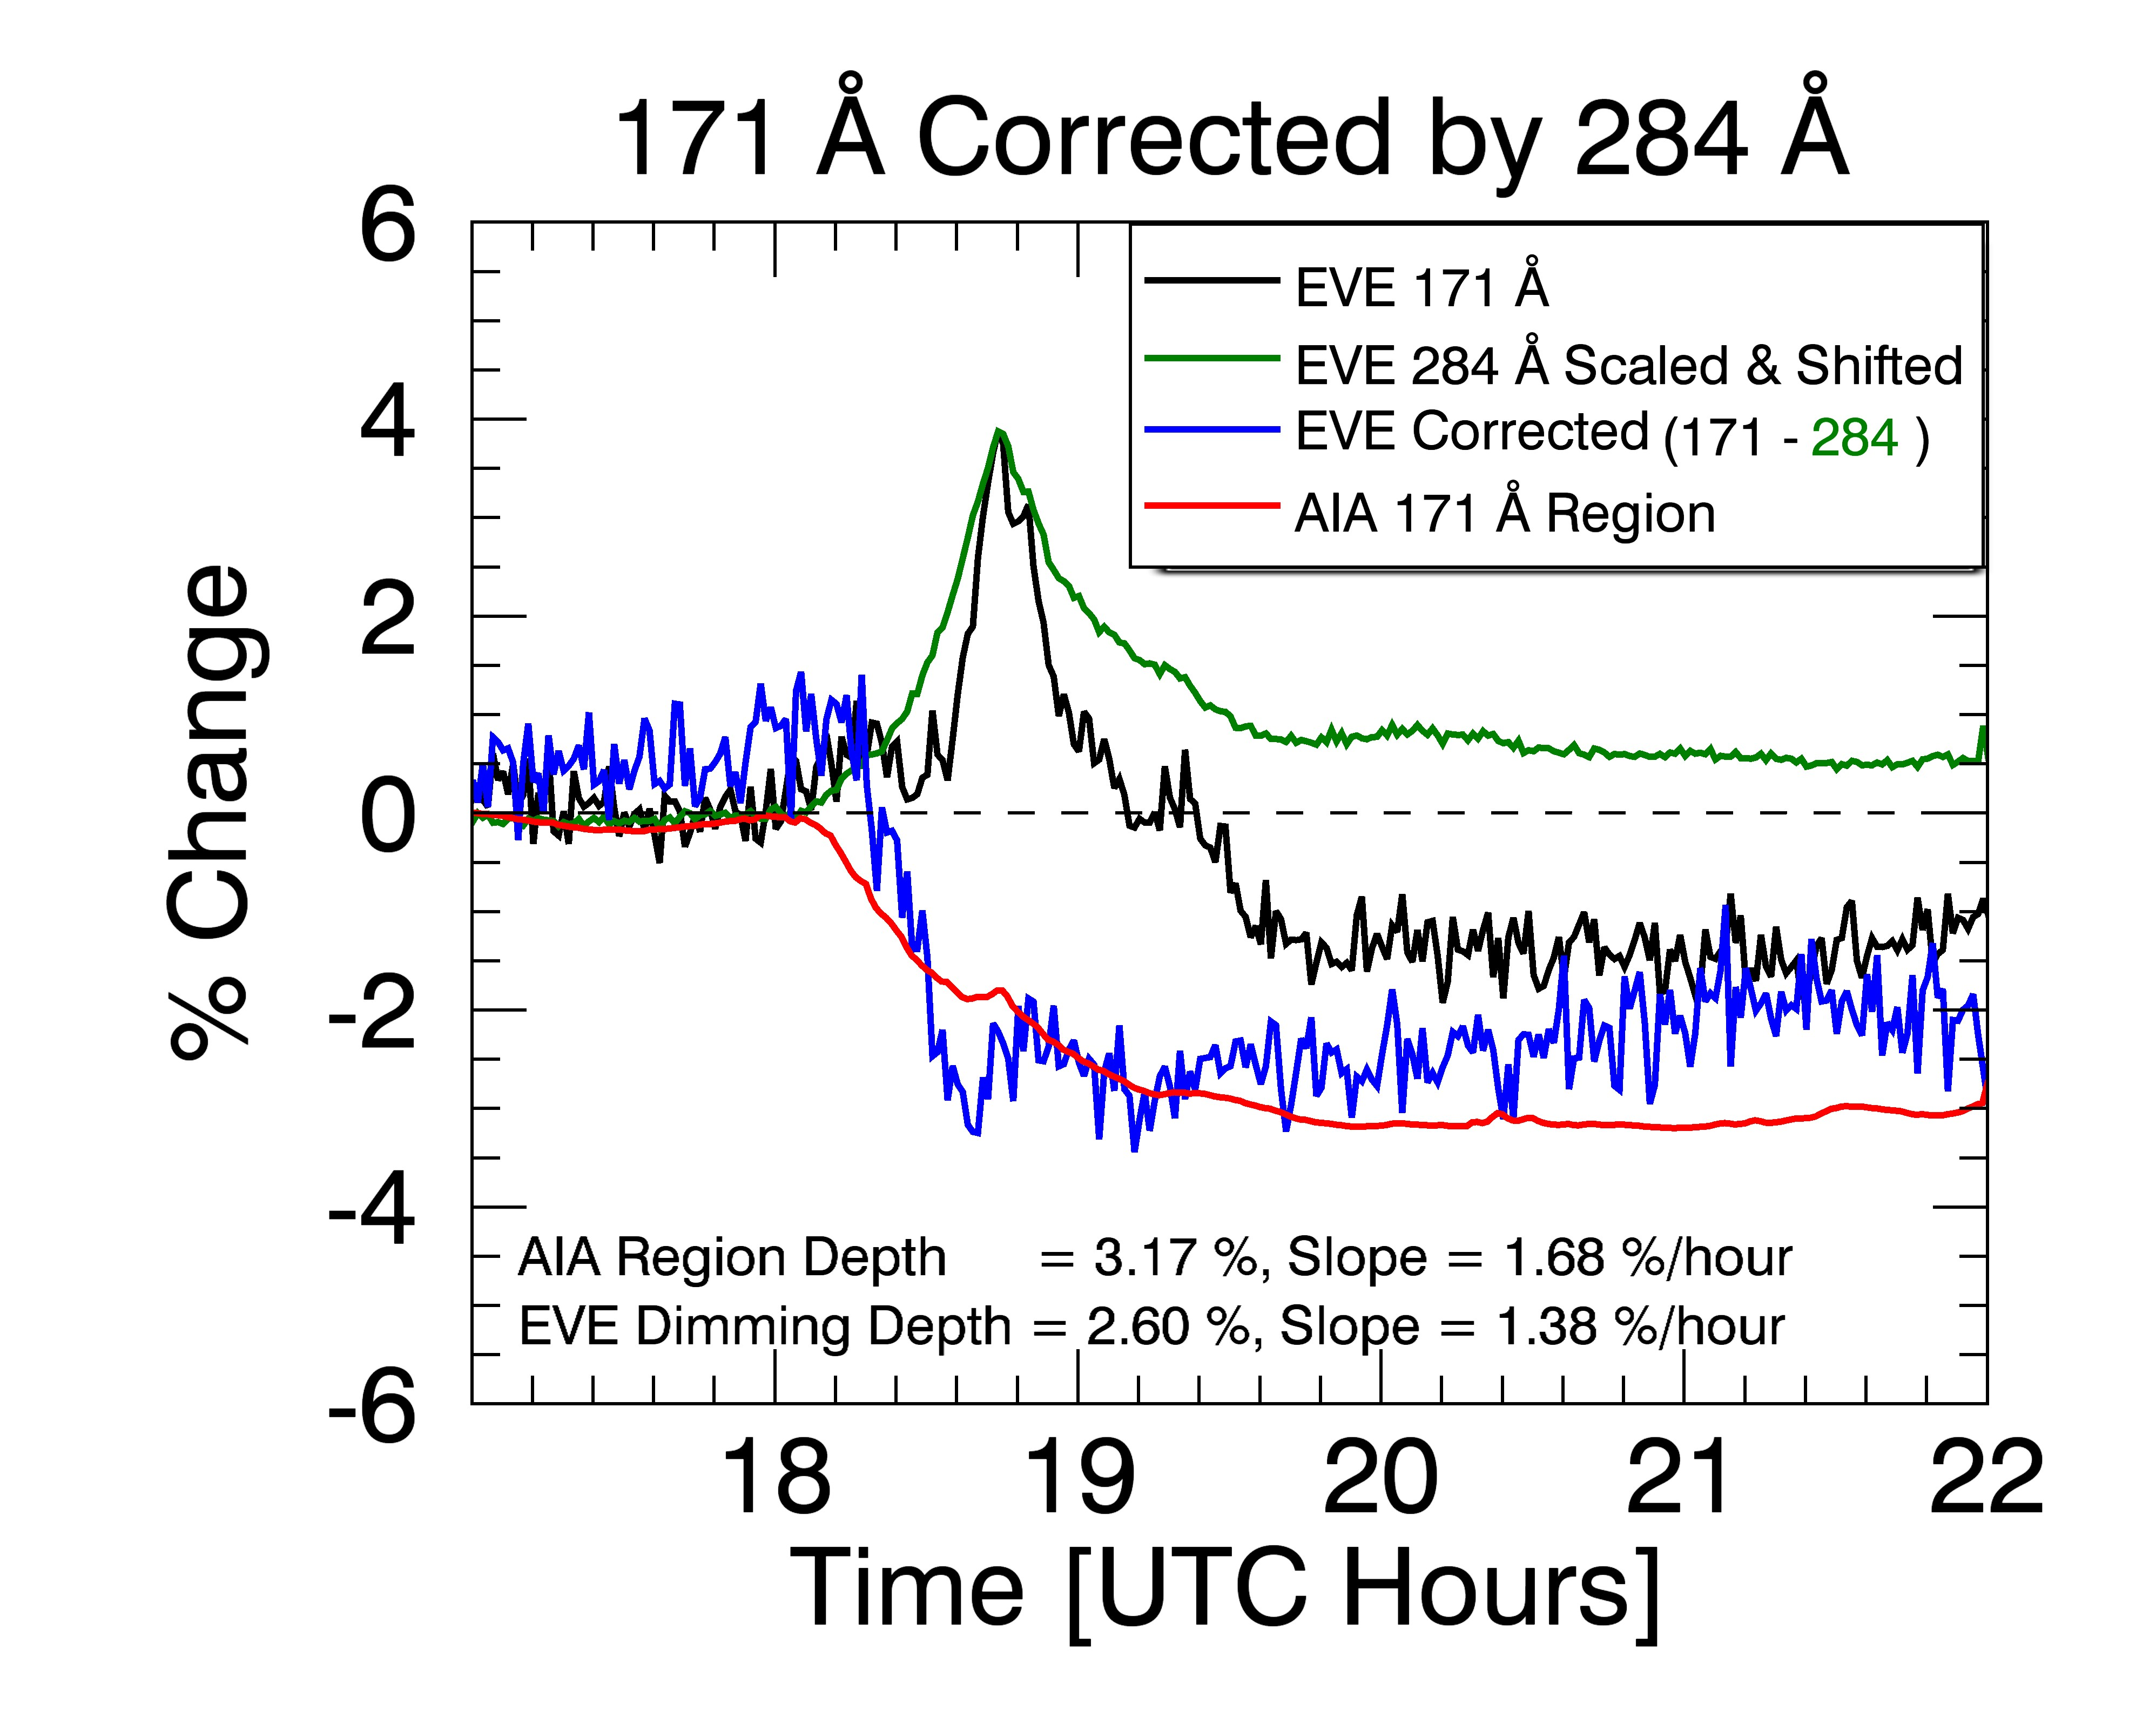 171 Å Corrected by 284 Å
6
4
2
0
-2
-4
-6
% Change
EVE 171 Å
EVE 284 Å Scaled & Shifted
EVE Corrected (171 - 284 )
AIA 171 Å Region
AIA Region Depth = 3.17 %, Slope = 1.68 %/hour
EVE Dimming Depth = 2.60 %, Slope = 1.38 %/hour
18 19 20 21 22
Time [UTC Hours]